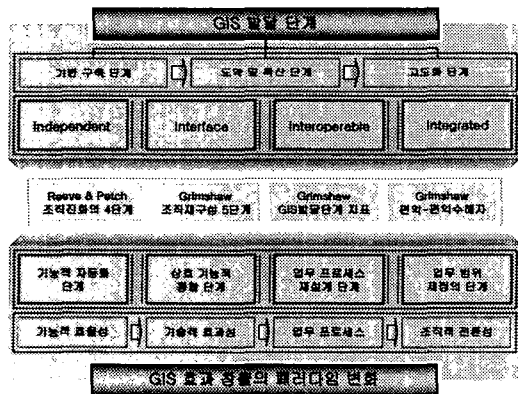 GIS 발달 단계
기반 구축 단계
도약 및 확산 단계
고도화 단계
Independent
Interface
Interoperable
Integrated
Reeve & Petch
조직진화의 4단계
Grimshaw
조직재구성 5단계
Grimshaw
GIS발달단계 지표
Grimshaw
편익-편익수혜자
기능적 자동화
단계
상호 기능적
통합 단계
업무 프로세스
재설계 단계
업무 범위
재정의 단계
기능적 효율성
기술적 효과성
업무 프로세스
조직적
GIS 효과 창출의 패러다임 변화